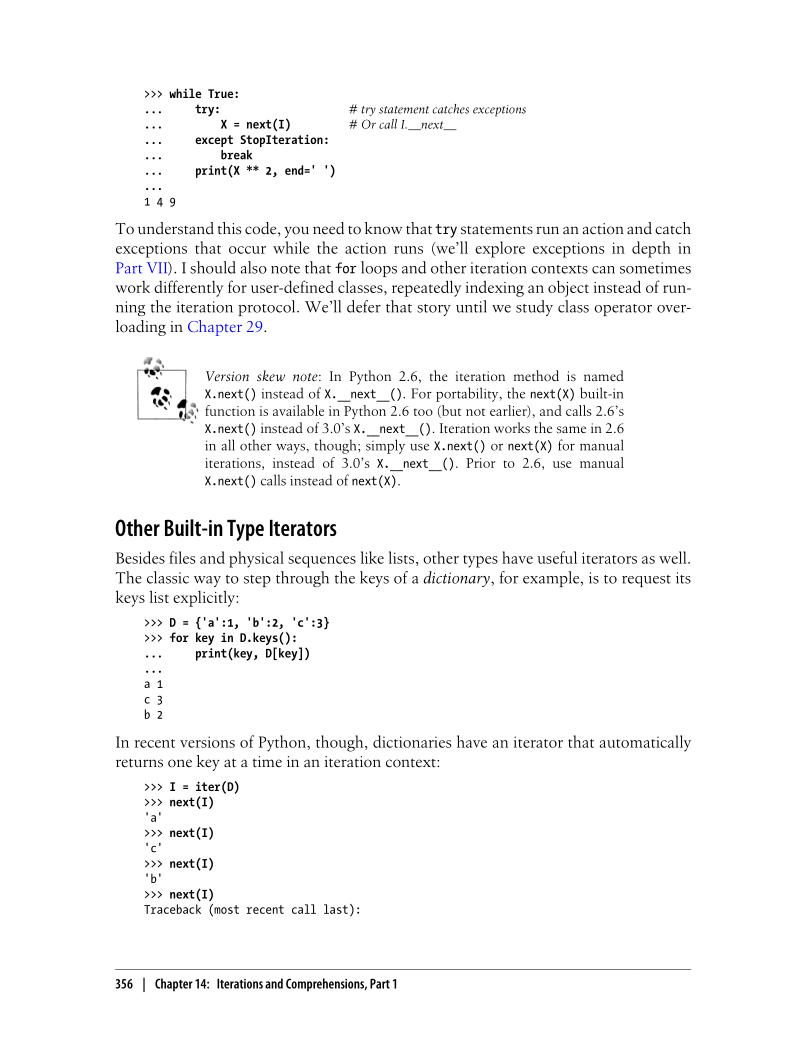 >>> while True:
...     try:                    # try statement catches exceptions
...         X = next(I)         # Or call I.__next__
...     except StopIteration:
...         break
...     print(X ** 2, end=' ')
...
1 4 9
To understand this code, you need to know that try statements run an action and catch
exceptions that occur while the action runs (we’ll explore exceptions in depth in
Part VII). I should also note that for loops and other iteration contexts can sometimes
work differently for user-defined classes, repeatedly indexing an object instead of run-
ning the iteration protocol. We’ll defer that story until we study class operator over-
loading in Chapter 29.
Version skew note: In Python 2.6, the iteration method is named
X.next() instead of X.__next__(). For portability, the next(X) built-in
function is available in Python 2.6 too (but not earlier), and calls 2.6’s
X.next() instead of 3.0’s X.__next__(). Iteration works the same in 2.6
in all other ways, though; simply use X.next() or next(X) for manual
iterations, instead of 3.0’s X.__next__(). Prior to 2.6, use manual
X.next() calls instead of next(X).
Other Built-in Type Iterators
Besides files and physical sequences like lists, other types have useful iterators as well.
The classic way to step through the keys of a dictionary, for example, is to request its
keys list explicitly:
>>> D = {'a':1, 'b':2, 'c':3}
>>> for key in D.keys():
...     print(key, D[key])
...
a 1
c 3
b 2
In recent versions of Python, though, dictionaries have an iterator that automatically
returns one key at a time in an iteration context:
>>> I = iter(D)
>>> next(I)
'a'
>>> next(I)
'c'
>>> next(I)
'b'
>>> next(I)
Traceback (most recent call last):
356 | Chapter 14: Iterations and Comprehensions, Part 1